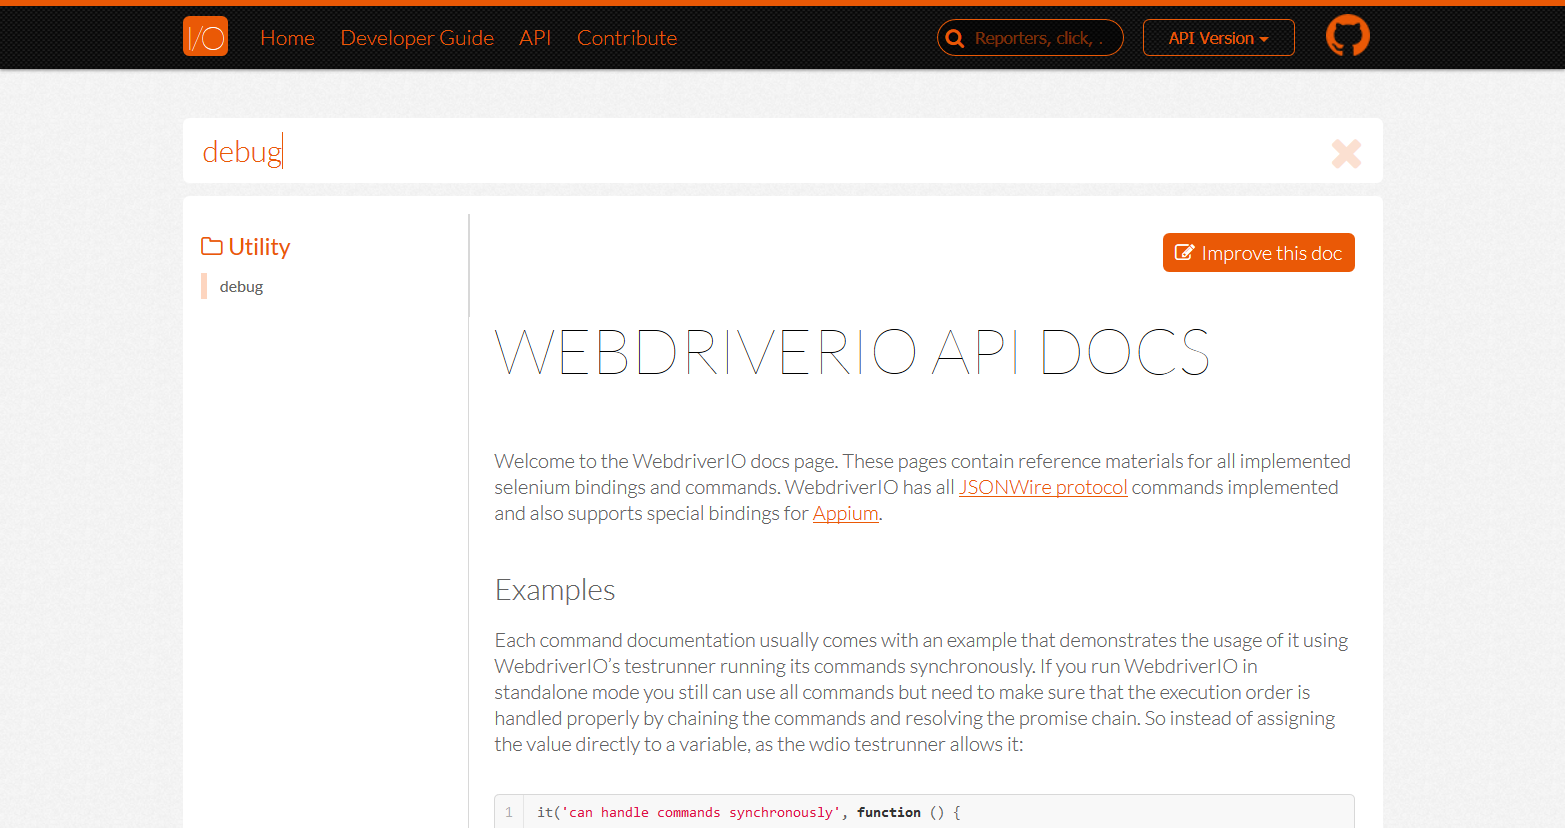 I/O
Home
Developer Guide
API
Contribute
Reporters, click, .
API Version
debug
Utility
debug
Improve this doc
WEBDRIVERIO API DOCS
Welcome to the WebdriverIO docs page. These pages contain reference materials for all implemented
selenium bindings and commands. WebdriverIO has all JSONWire protocol commands implemented
and also supports special bindings for Appium.
Examples
Each command documentation usually comes with an example that demonstrates the usage of it using
WebdriverIO’s testrunner running its commands synchronously. If you run WebdriverIO in
standalone mode you still can use all commands but need to make sure that the execution order is
handled properly by chaining the commands and resolving the promise chain. So instead of assigning
the value directly to a variable, as the wdio testrunner allows it:
1 it('can handle commands synchronously', function () {